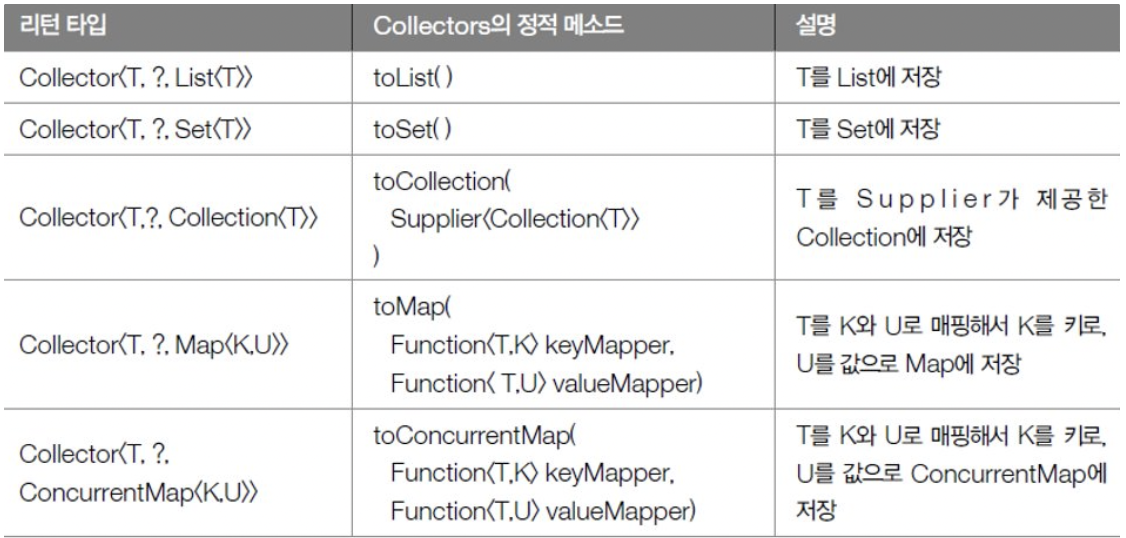 리턴 타입
Collectors의 정적 메소드
설명
Collector〈T, ?, List〈T〉〉
toList( )
T를 List에 저장
Collector〈T, ?, Set〈T〉〉
toSet( )
T를 Set에 저장
Collector〈T,?, Collection〈T〉〉
toCollection(
Supplier〈Collection〈T〉〉
)
T를 Supplier가 제공한
Collection에 저장
Collector〈T, ?, Map〈K,U〉〉
toMap(
Function〈T,K〉 keyMapper,
Function〈 T,U〉 valueMapper)
T를 K와 U로 매핑해서 K를 키로,
U를 값으로 Map에 저장
Collector〈T, ?,
ConcurrentMap〈K,U〉〉
toConcurrentMap(
Function〈T,K〉 keyMapper,
Function〈T,U〉 valueMapper)
T를 K와 U로 매핑해서 K를 키로,
U를 값으로 ConcurrentMap에
저장